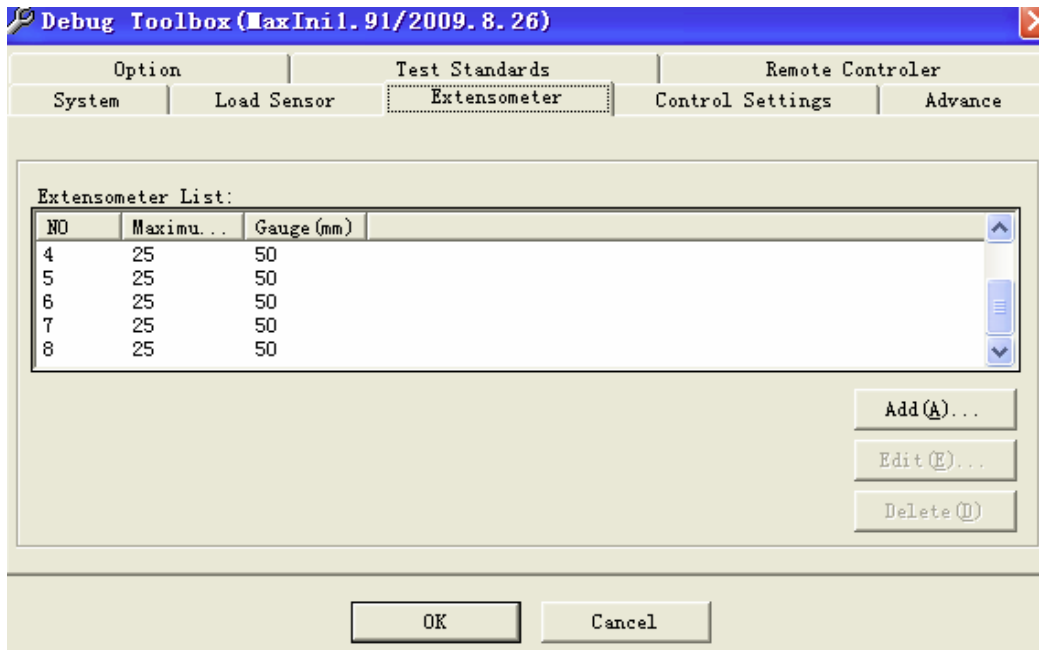 Debug Toolbox(MaxIni1.91/2009.8.26)
Option Test Standards Remote Controler
System Load Sensor Extensometer Control Settings Advance
Extensometer List:
NO Maximu... Gauge(mm)
4 25 50
5 25 50
6 25 50
7 25 50
8 25 50
Add(A)...
Edit(E)...
Delete(D)
OK Cancel